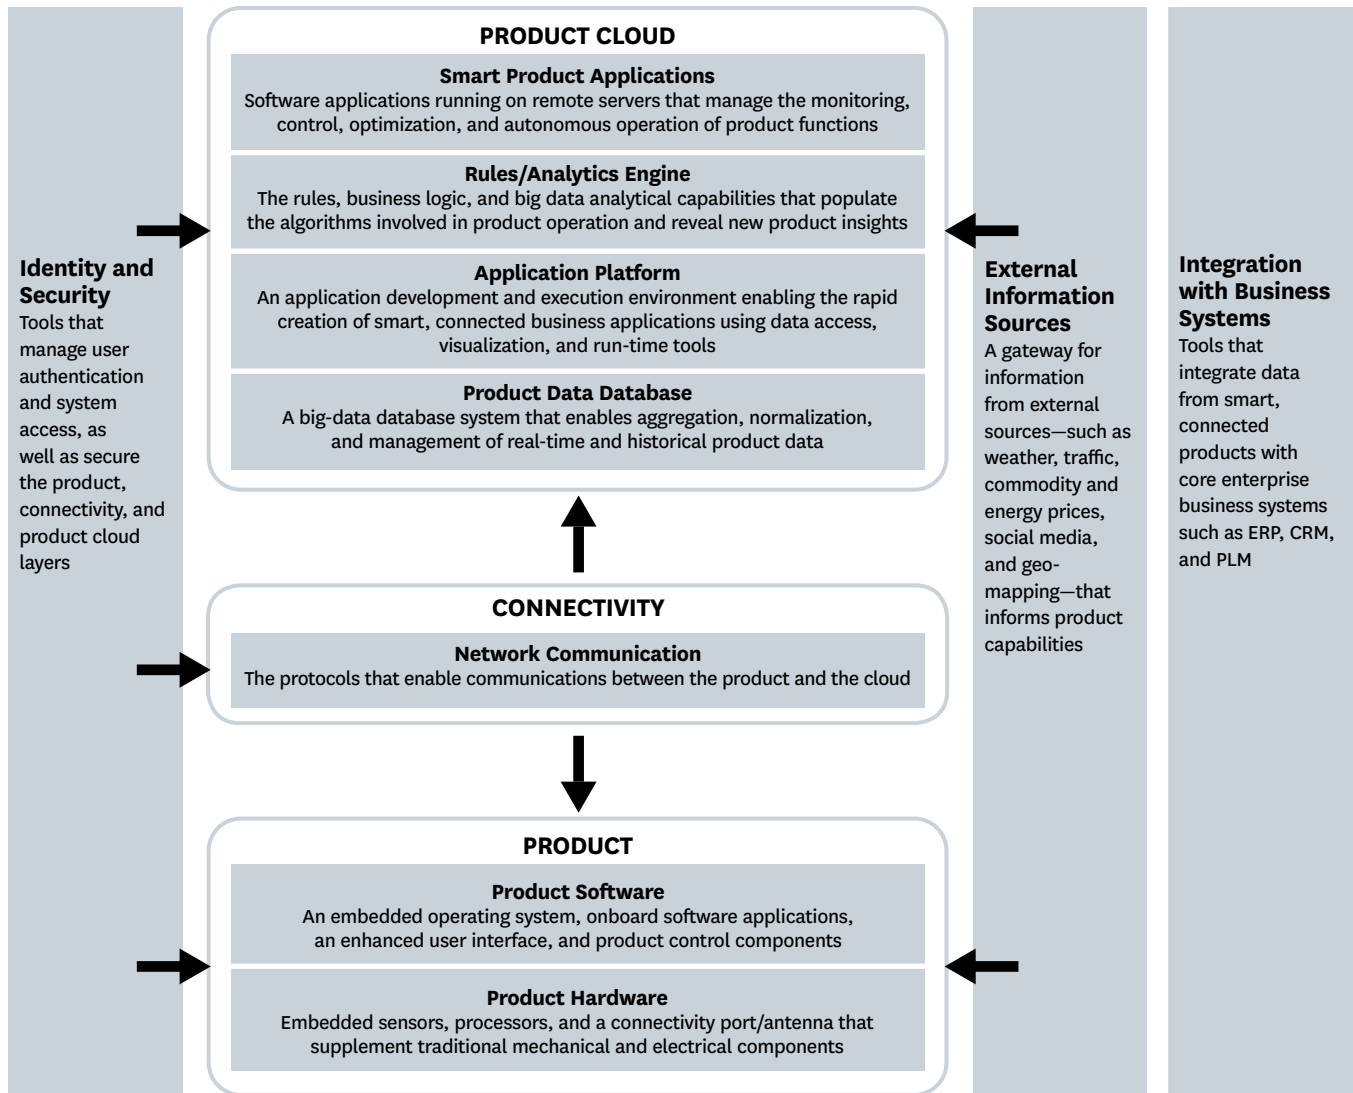 PRODUCT CLOUD
Smart Product Applications
Software applications running on remote servers that manage the monitoring,
control, optimization, and autonomous operation of product functions
Rules/Analytics Engine
The rules, business logic, and big data analytical capabilities that populate
the algorithms involved in product operation and reveal new product insights
Application Platform
An application development and execution environment enabling the rapid
creation of smart, connected business applications using data access,
visualization, and run-time tools
Product Data Database
A big-data database system that enables aggregation, normalization,
and management of real-time and historical product data
CONNECTIVITY
Network Communication
The protocols that enable communications between the product and the cloud
PRODUCT
Product Software
An embedded operating system, onboard software applications,
an enhanced user interface, and product control components
Product Hardware
Embedded sensors, processors, and a connectivity port/antenna that
supplement traditional mechanical and electrical components
Identity and
Security
Tools that
manage user
authentication
and system
access, as
well as secure
the product,
connectivity, and
product cloud
layers
External
Information
Sources
A gateway for
information
from external
sources—such as
weather, traffic,
commodity and
energy prices,
social media,
and geo-
mapping—that
informs product
capabilities
Integration
with Business
Systems
Tools that
integrate data
from smart,
connected
products with
core enterprise
business systems
such as ERP, CRM,
and PLM